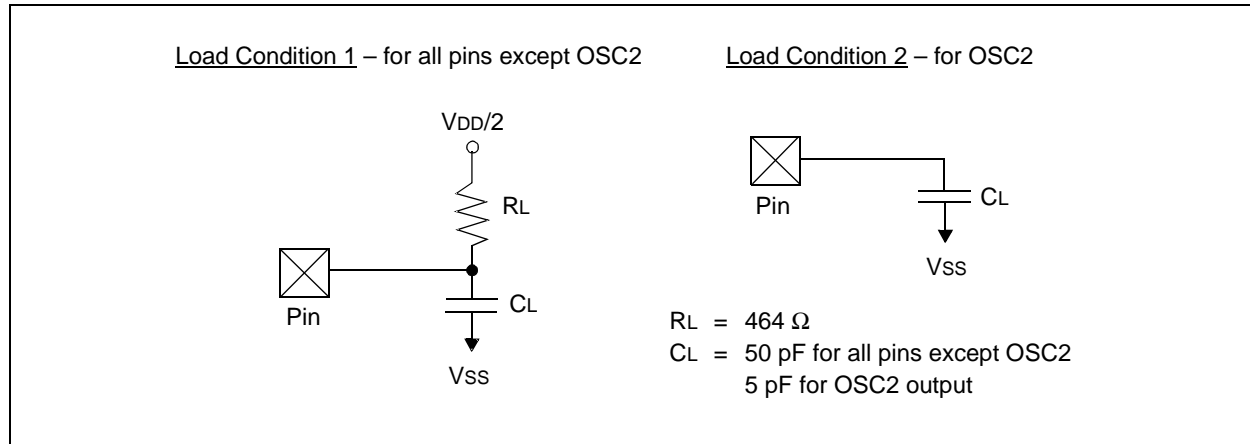 Load Condition 1 – for all pins except OSC2
VDD/2
RL
Pin
CL
VSS
Load Condition 2 – for OSC2
Pin
CL
VSS
RL = 464 Ω
CL = 50 pF for all pins except OSC2
5 pF for OSC2 output